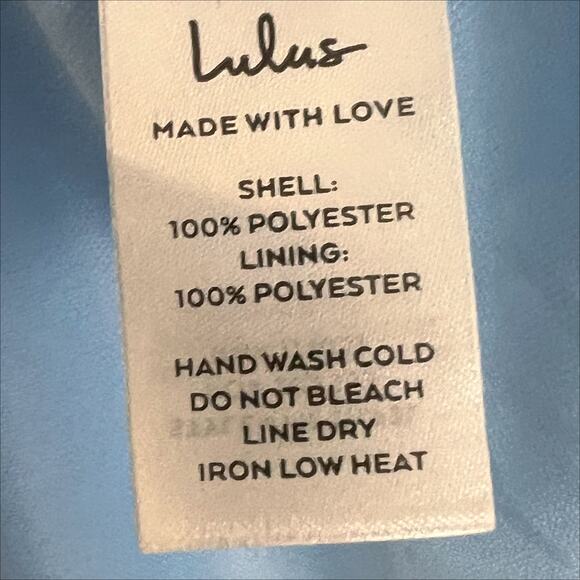 Lulus
MADE WITH LOVE
SHELL:
100% POLYESTER
LINING:
100% POLYESTER
HAND WASH COLD
DO NOT BLEACH
LINE DRY
IRON LOW HEAT